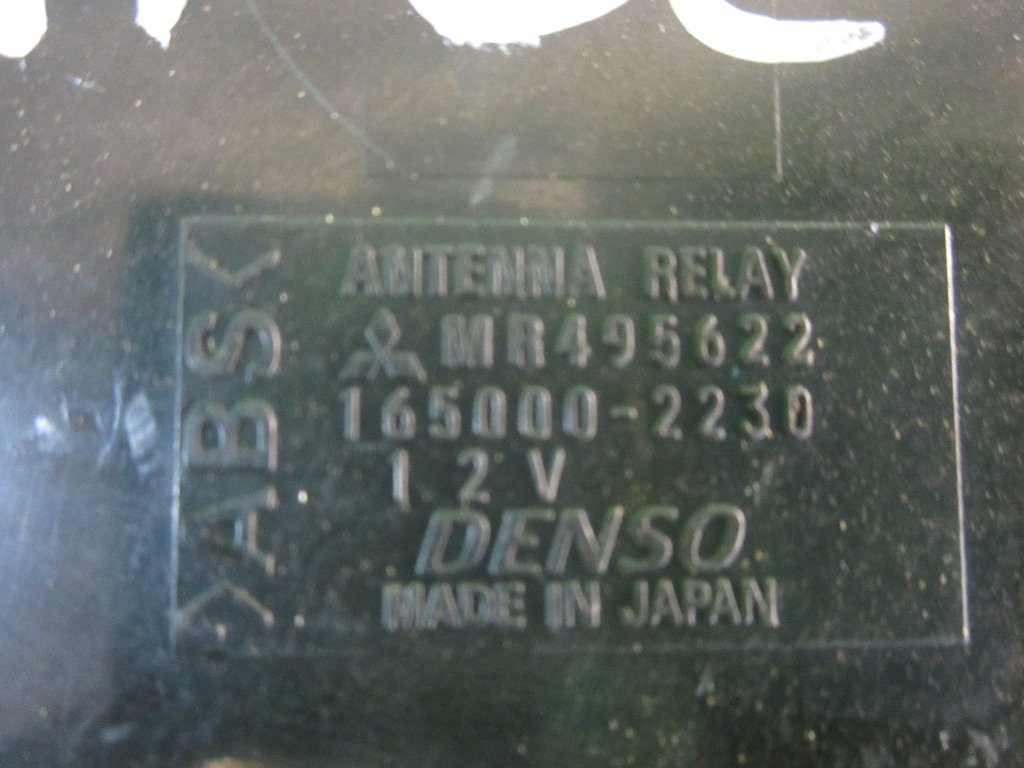 ANTENNA RELAY
MR495622
165000-2230
12V
DENSO
MADE IN JAPAN
>ABS<